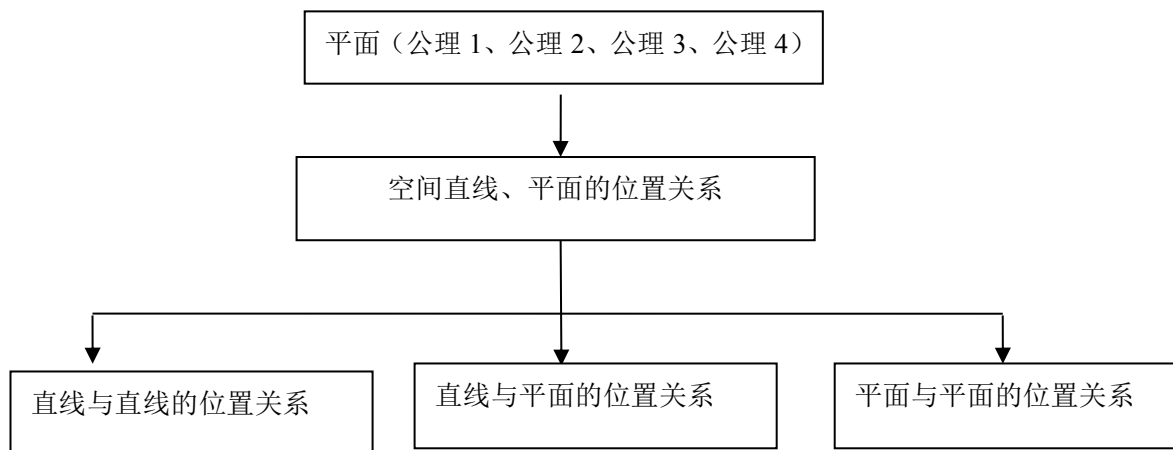 平面（公理 1、公理 2、公理 3、公理 4）
空间直线、平面的位置关系
直线与直线的位置关系
直线与平面的位置关系
平面与平面的位置关系